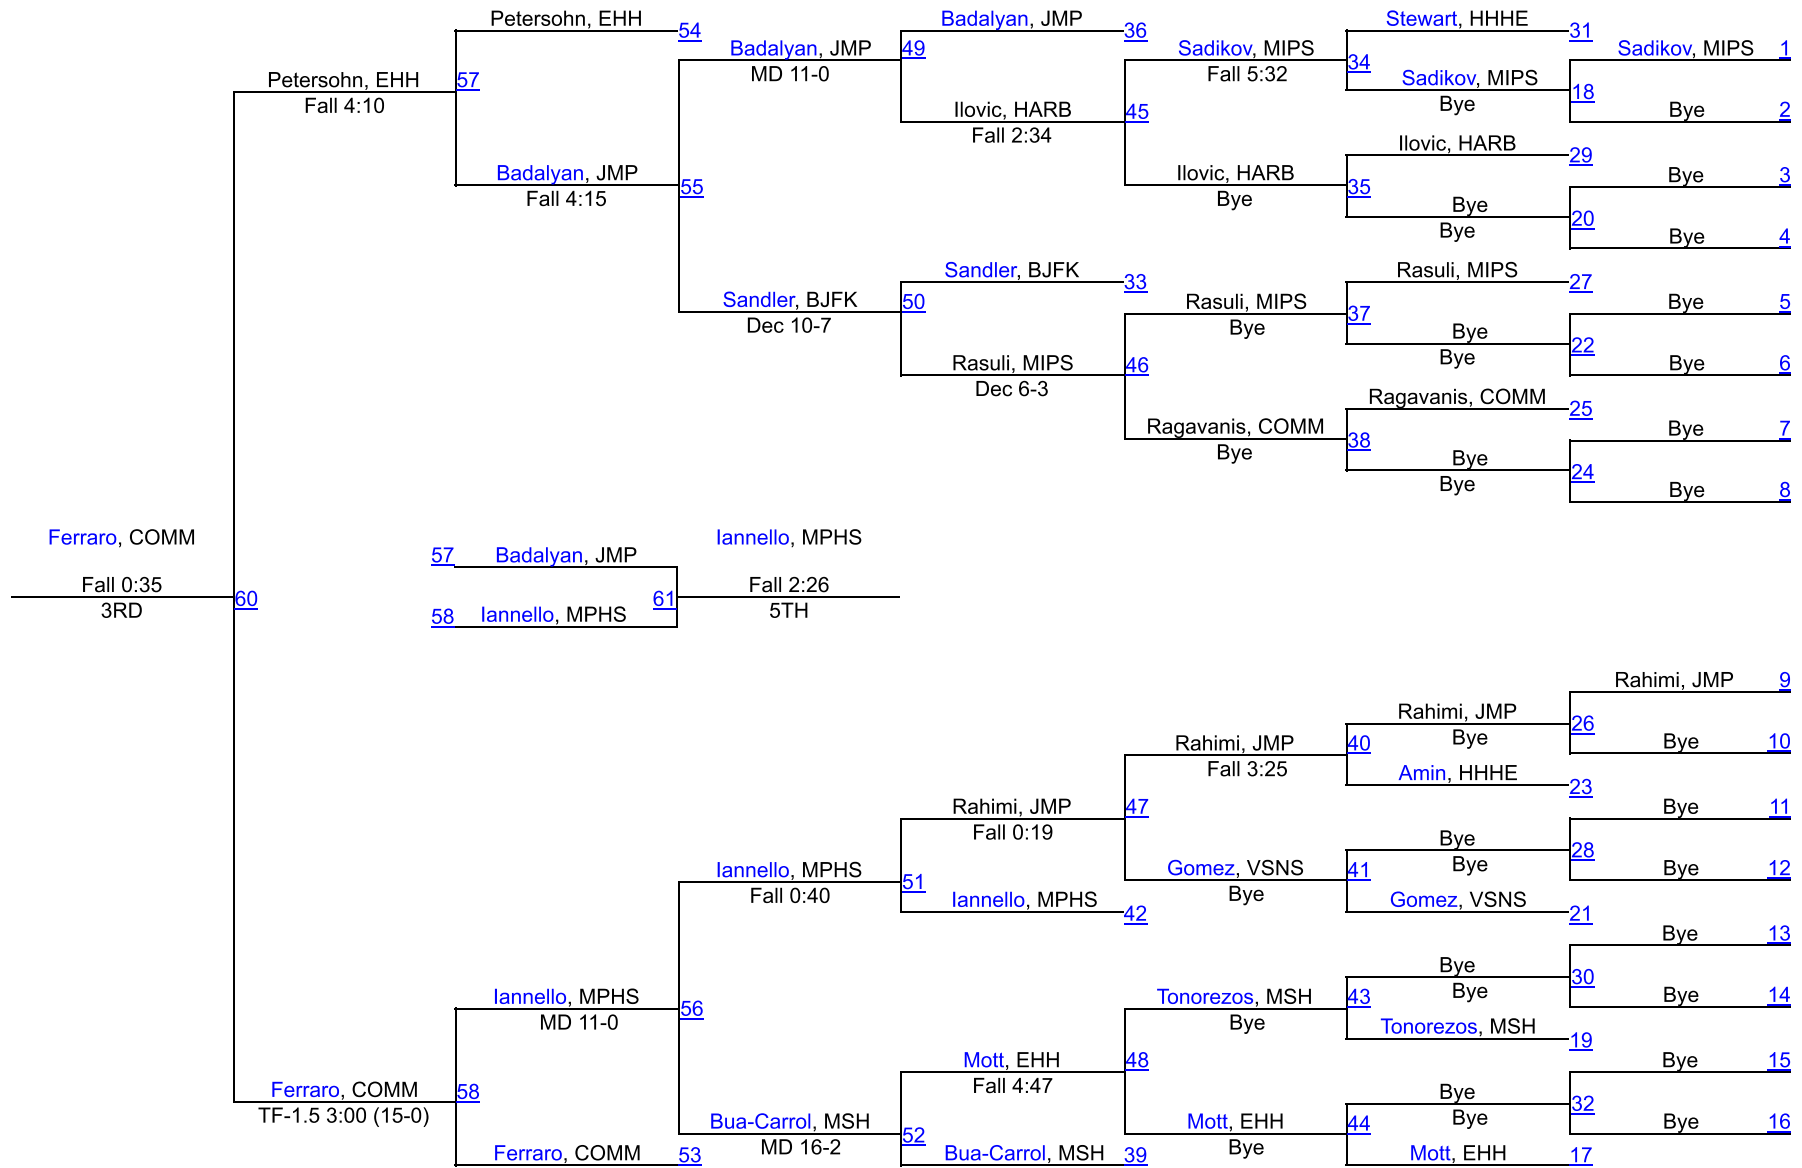 Petersohn, EHH
54
Badalyan, JMP
36
Stewart, HHHE
31
Badalyan, JMP
49
MD 11-0
Sadikov, MIPS
34
Fall 5:32
Sadikov, MIPS
1
Petersohn, EHH
57
Fall 4:10
Sadikov, MIPS
18
Bye
Ilovic, HARB
45
Fall 2:34
Bye
2
Ilovic, HARB
29
Badalyan, JMP
55
Fall 4:15
Ilovic, HARB
35
Bye
Bye
3
Bye
20
Bye
Bye
4
Sandler, BJFK
33
Rasuli, MIPS
27
Sandler, BJFK
50
Dec 10-7
Rasuli, MIPS
37
Bye
Bye
5
Bye
22
Bye
Rasuli, MIPS
46
Dec 6-3
Bye
6
Ragavanis, COMM
25
Ragavanis, COMM
38
Bye
Bye
7
Bye
24
Bye
Bye
8
Ferraro, COMM
Iannello, MPHS
57
Badalyan, JMP
Fall 0:35
60
3RD
61
Fall 2:26
5TH
58
Iannello, MPHS
Rahimi, JMP
9
Rahimi, JMP
26
Bye
Rahimi, JMP
40
Fall 3:25
Bye
10
Amin, HHHE
23
Rahimi, JMP
47
Fall 0:19
Bye
11
Bye
28
Bye
Iannello, MPHS
51
Fall 0:40
Gomez, VSNS
41
Bye
Bye
12
Iannello, MPHS
42
Gomez, VSNS
21
Bye
13
Bye
30
Bye
Iannello, MPHS
56
MD 11-0
Tonorezos, MSH
43
Bye
Bye
14
Tonorezos, MSH
19
Mott, EHH
48
Fall 4:47
Bye
15
Ferraro, COMM
58
TF-1.5 3:00 (15-0)
Bye
32
Bye
Bua-Carrol, MSH
52
MD 16-2
Mott, EHH
44
Bye
Bye
16
Ferraro, COMM
53
Bua-Carrol, MSH
39
Mott, EHH
17